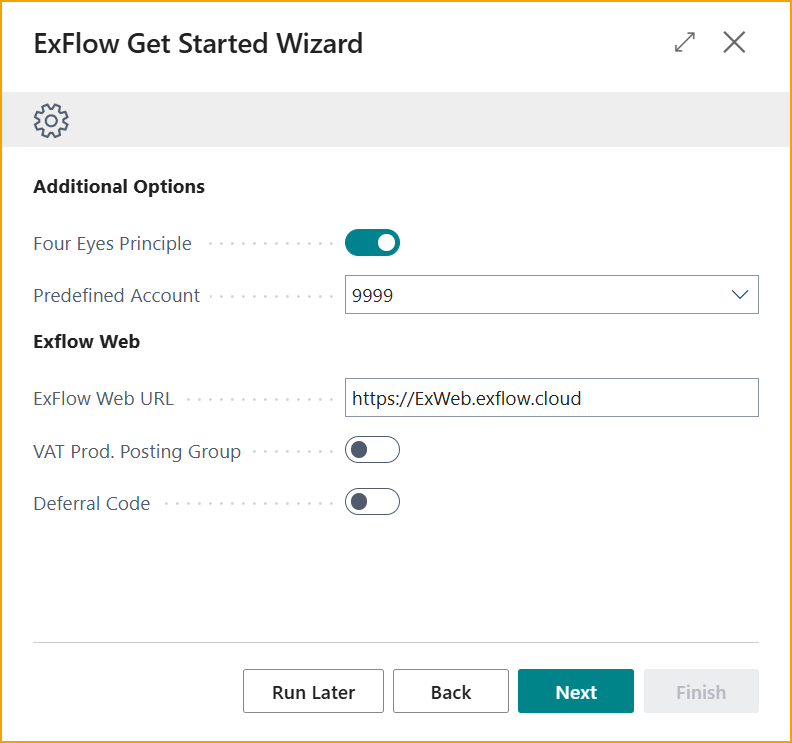 ExFlow Get Started Wizard
Additional Options
Four Eyes Principle
Predefined Account 9999
Exflow Web
ExFlow Web URL https://ExWeb.exflow.cloud
VAT Prod. Posting Group
Deferral Code
Run Later Back Next Finish